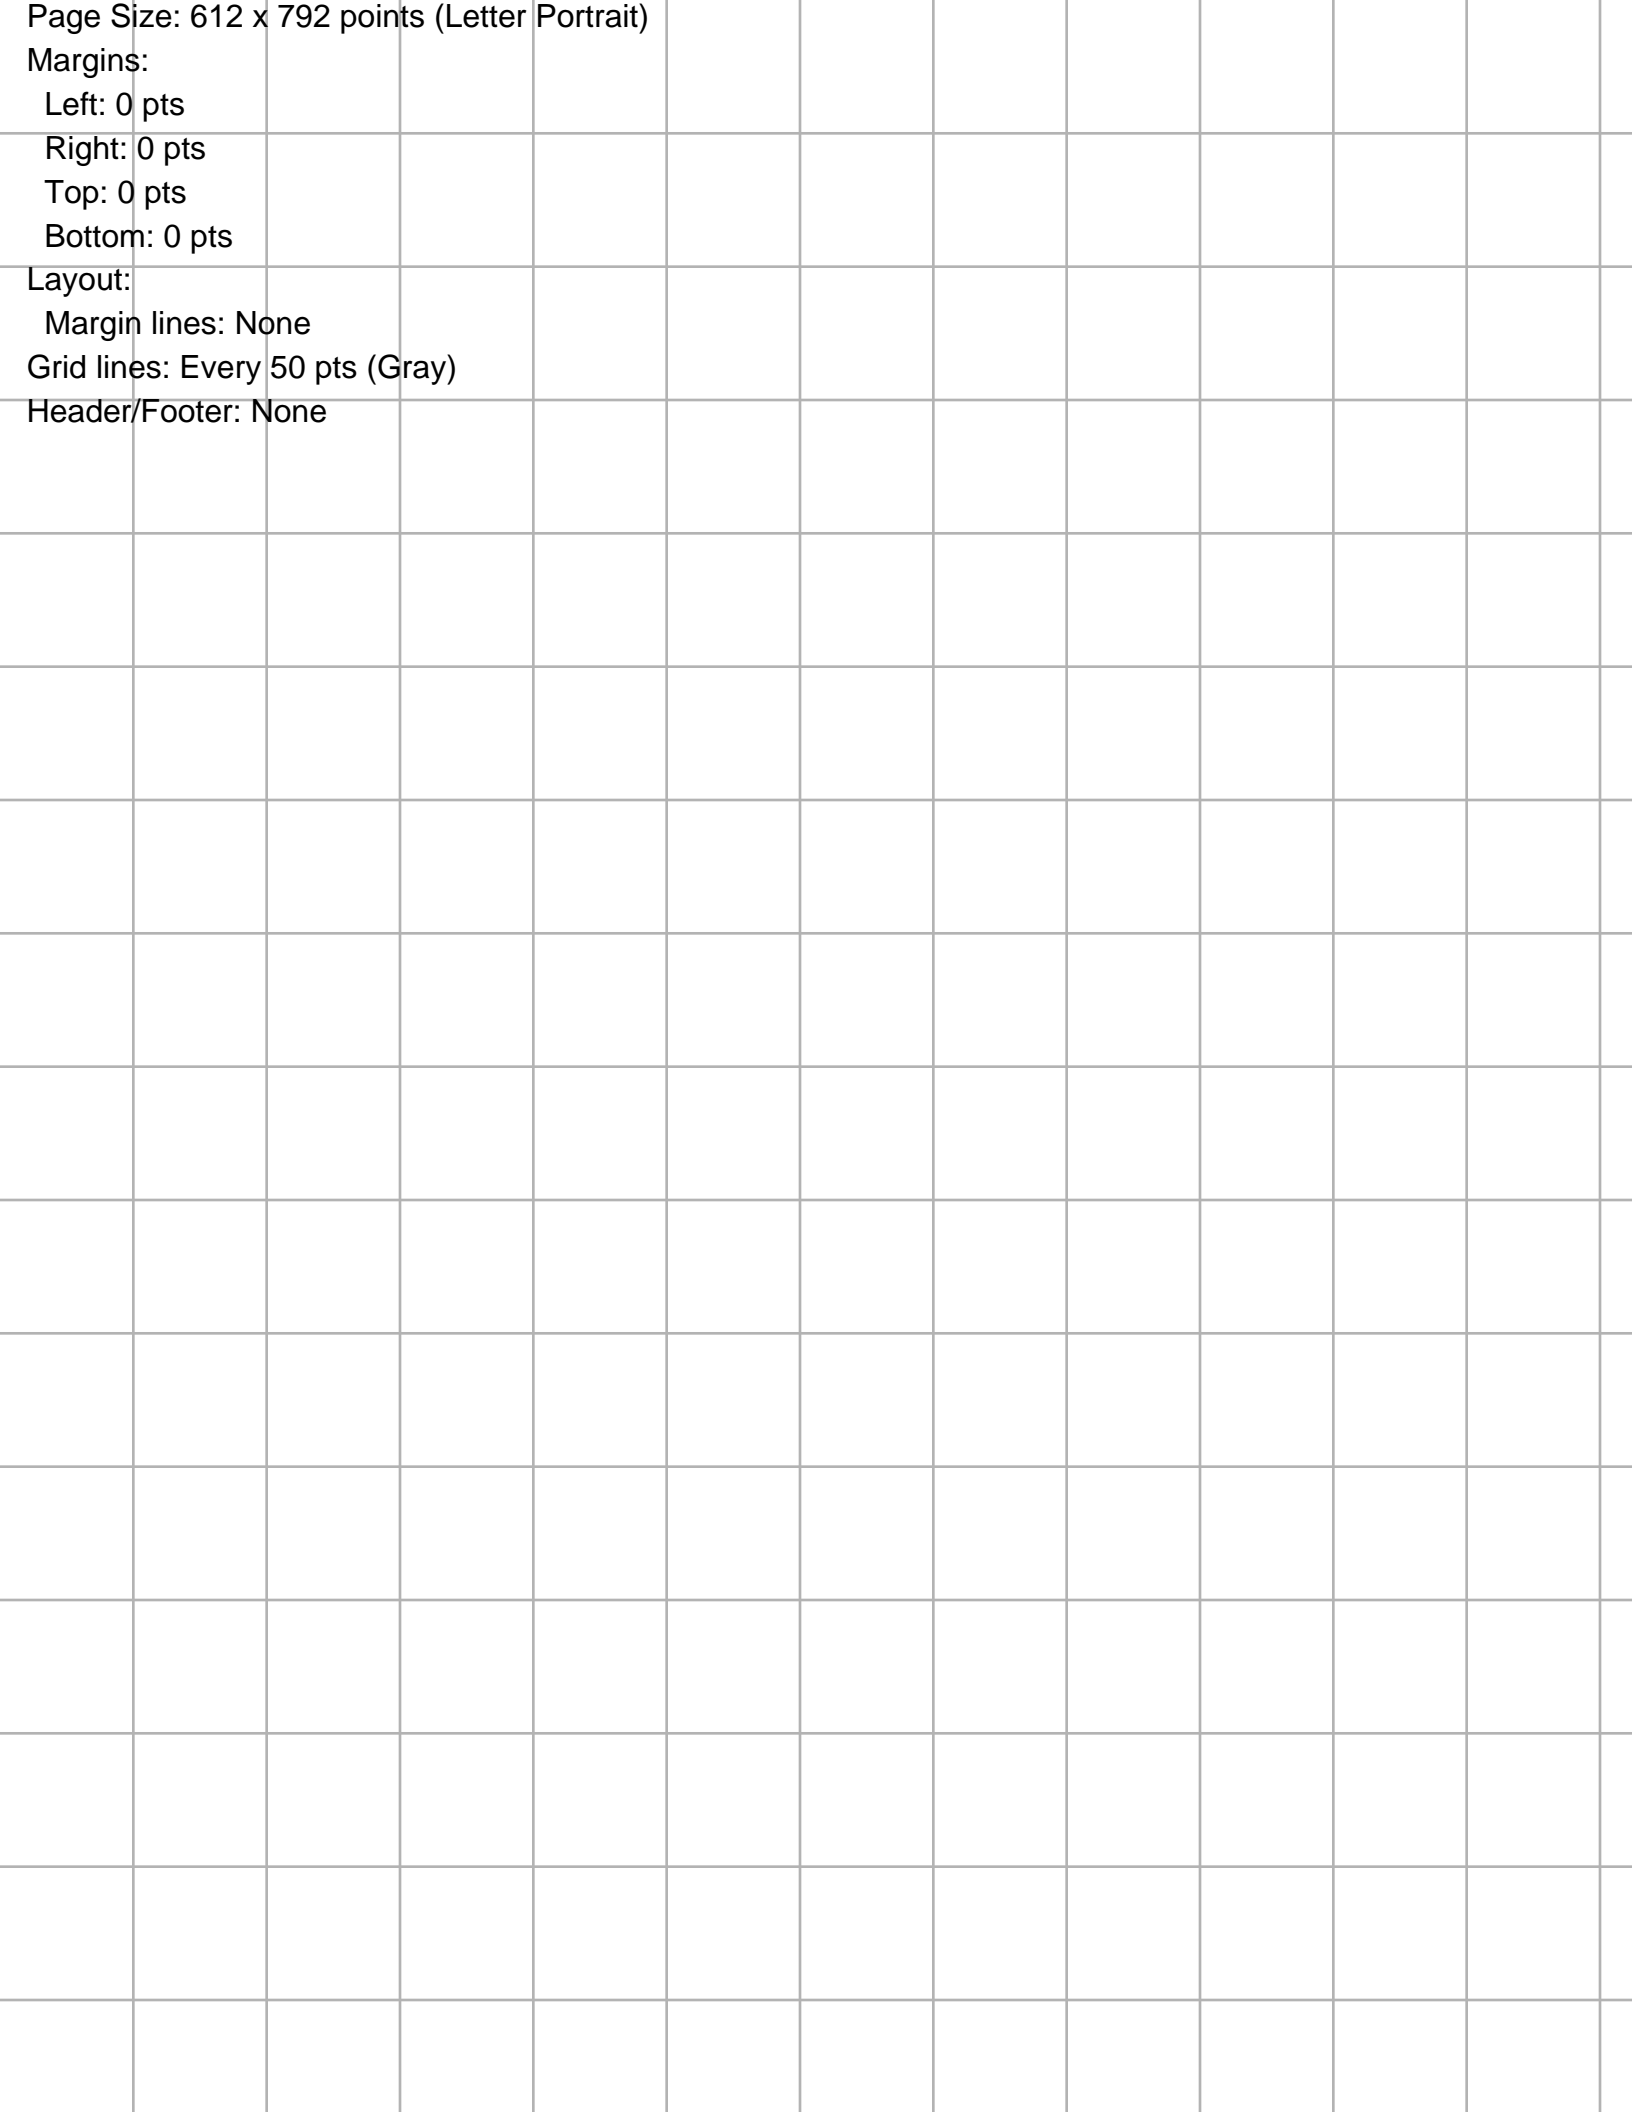 Page Size: 612 x 792 points (Letter Portrait)
Margins:
Left: 0 pts
Right: 0 pts
Top: 0 pts
Bottom: 0 pts
Layout:
Margin lines: None
Grid lines: Every 50 pts (Gray)
Header/Footer: None